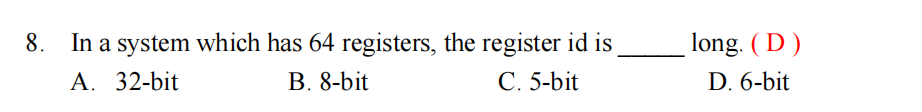 8. In a system which has 64 registers, the register id is _____ long. ( D )
A. 32-bit B. 8-bit C. 5-bit D. 6-bit